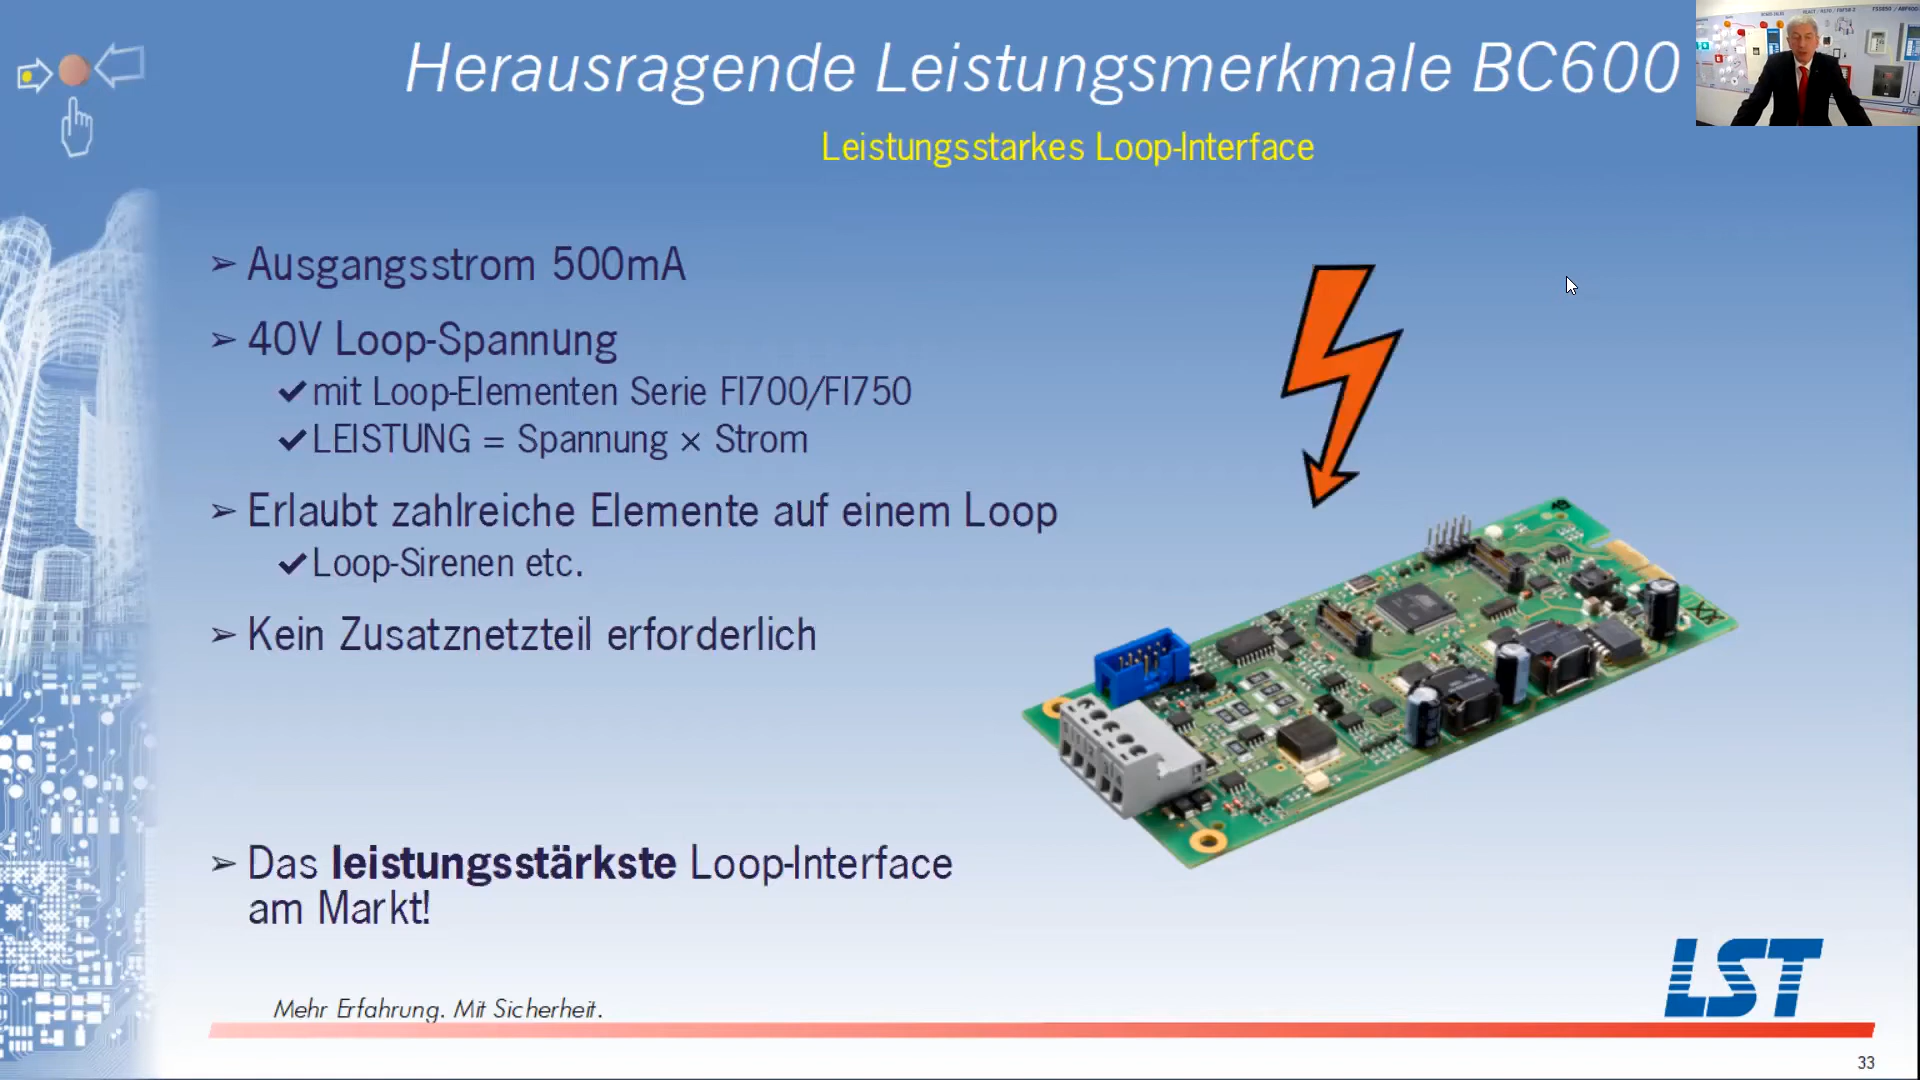 Herausragende Leistungsmerkmale BC600
Leistungsstarkes Loop-Interface
➢ Ausgangsstrom 500mA
➢ 40V Loop-Spannung
✔ mit Loop-Elementen Serie FI700/FI750
✔ LEISTUNG = Spannung × Strom
➢ Erlaubt zahlreiche Elemente auf einem Loop
✔ Loop-Sirenen etc.
➢ Kein Zusatznetzteil erforderlich
➢ Das leistungsstärkste Loop-Interface
am Markt!
XX
LST
Mehr Erfahrung. Mit Sicherheit.
33